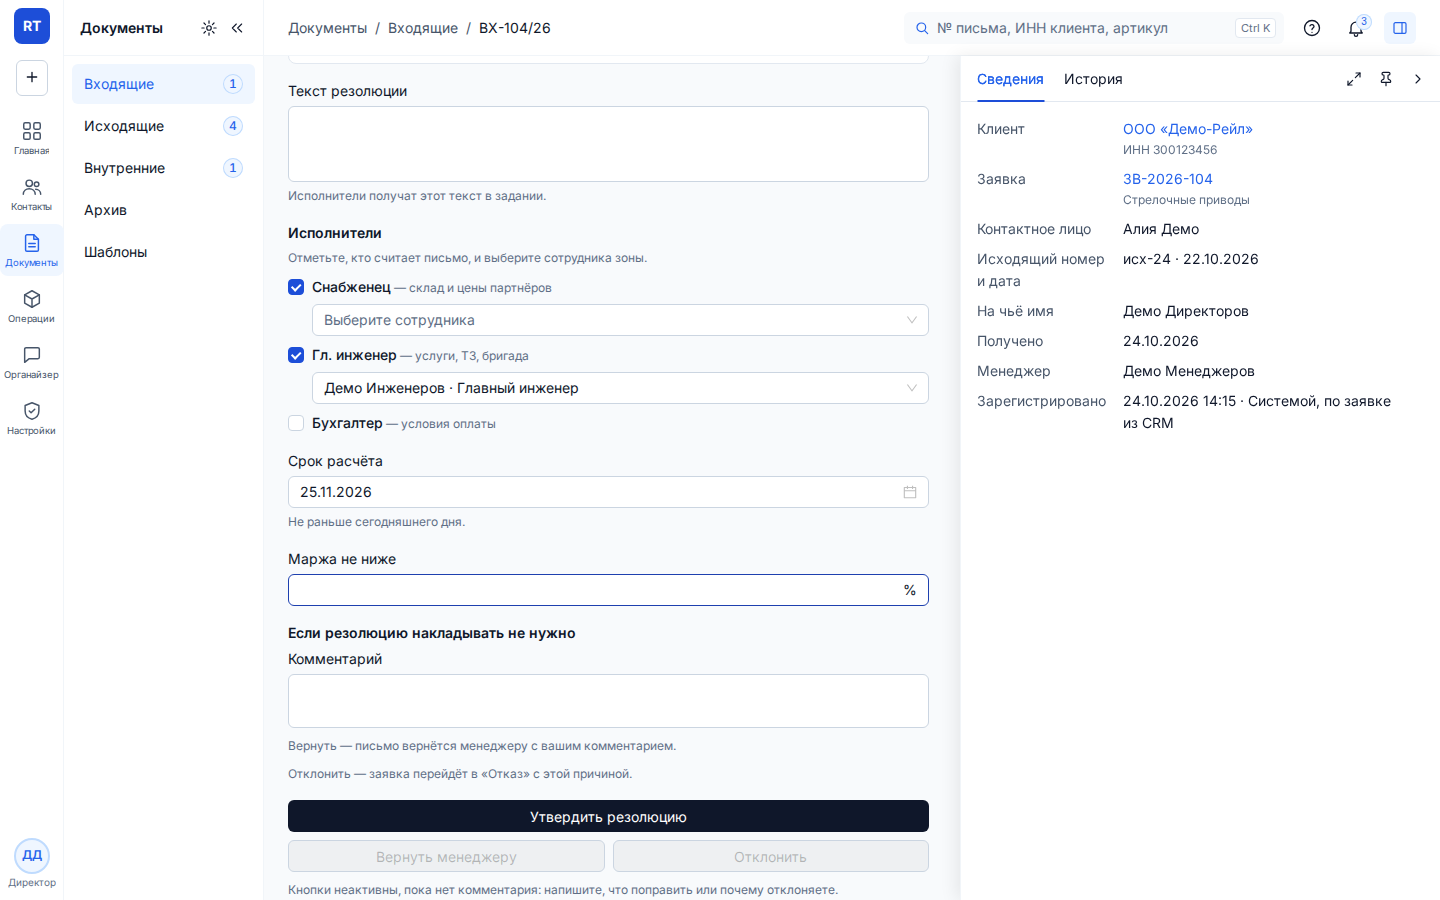 RT
Главная
Контакты
Документы
Операции
Органайзер
Настройки
ДД
Директор
Документы
Входящие 1
Исходящие 4
Внутренние 1
Архив
Шаблоны
Документы / Входящие / ВХ-104/26
№ письма, ИНН клиента, артикул Ctrl K
3
Текст резолюции
Исполнители получат этот текст в задании.
Исполнители
Отметьте, кто считает письмо, и выберите сотрудника зоны.
Снабженец — склад и цены партнёров
Выберите сотрудника
Гл. инженер — услуги, ТЗ, бригада
Демо Инженеров · Главный инженер
Бухгалтер — условия оплаты
Срок расчёта
25.11.2026
Не раньше сегодняшнего дня.
Маржа не ниже
%
Если резолюцию накладывать не нужно
Комментарий
Вернуть — письмо вернётся менеджеру с вашим комментарием.
Отклонить — заявка перейдёт в «Отказ» с этой причиной.
Утвердить резолюцию
Вернуть менеджеру Отклонить
Кнопки неактивны, пока нет комментария: напишите, что поправить или почему отклоняете.
Сведения История
Клиент ООО «Демо-Рейл»
ИНН 300123456
Заявка ЗВ-2026-104
Стрелочные приводы
Контактное лицо Алия Демо
Исходящий номер исх-24 · 22.10.2026
и дата
На чьё имя Демо Директоров
Получено 24.10.2026
Менеджер Демо Менеджеров
Зарегистрировано 24.10.2026 14:15 · Системой, по заявке
из CRM